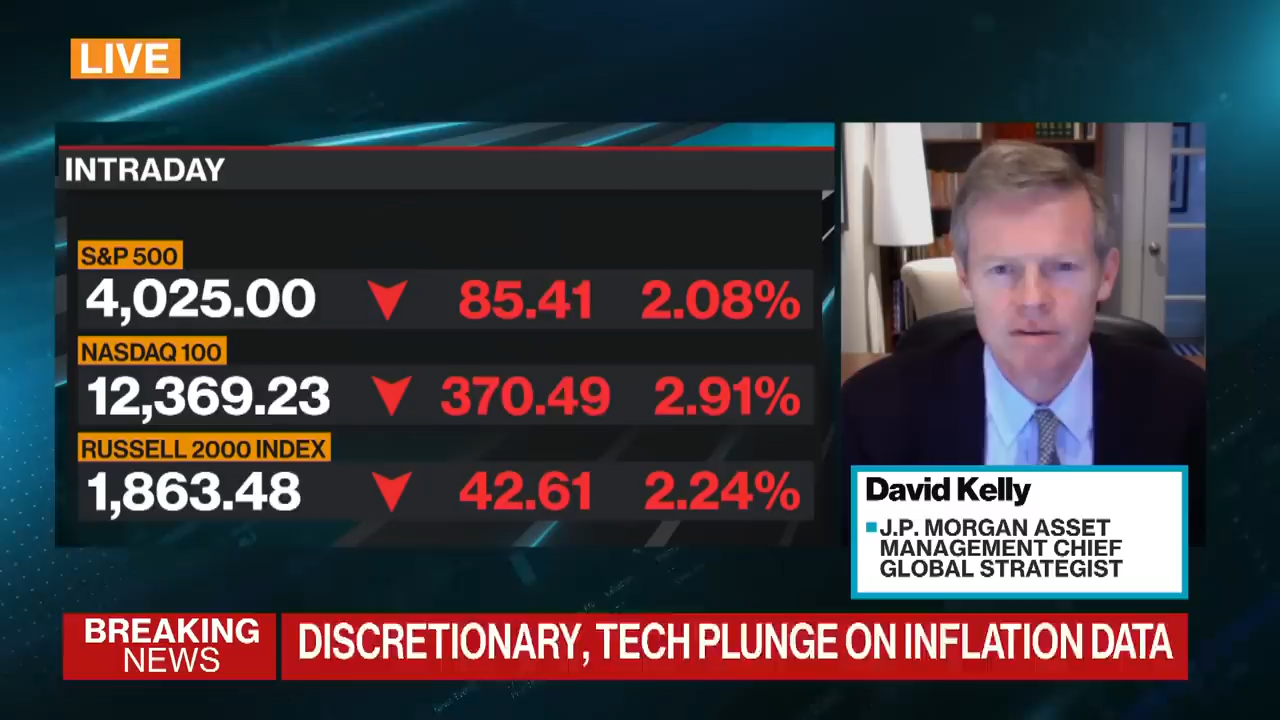 LIVE
INTRADAY
S&P 500
4,025.00 85.41 2.08%
NASDAQ 100
12,369.23 370.49 2.91%
RUSSELL 2000 INDEX
1,863.48 42.61 2.24%
David Kelly
J.P. MORGAN ASSET
MANAGEMENT CHIEF
GLOBAL STRATEGIST
BREAKING
NEWS
DISCRETIONARY, TECH PLUNGE ON INFLATION DATA